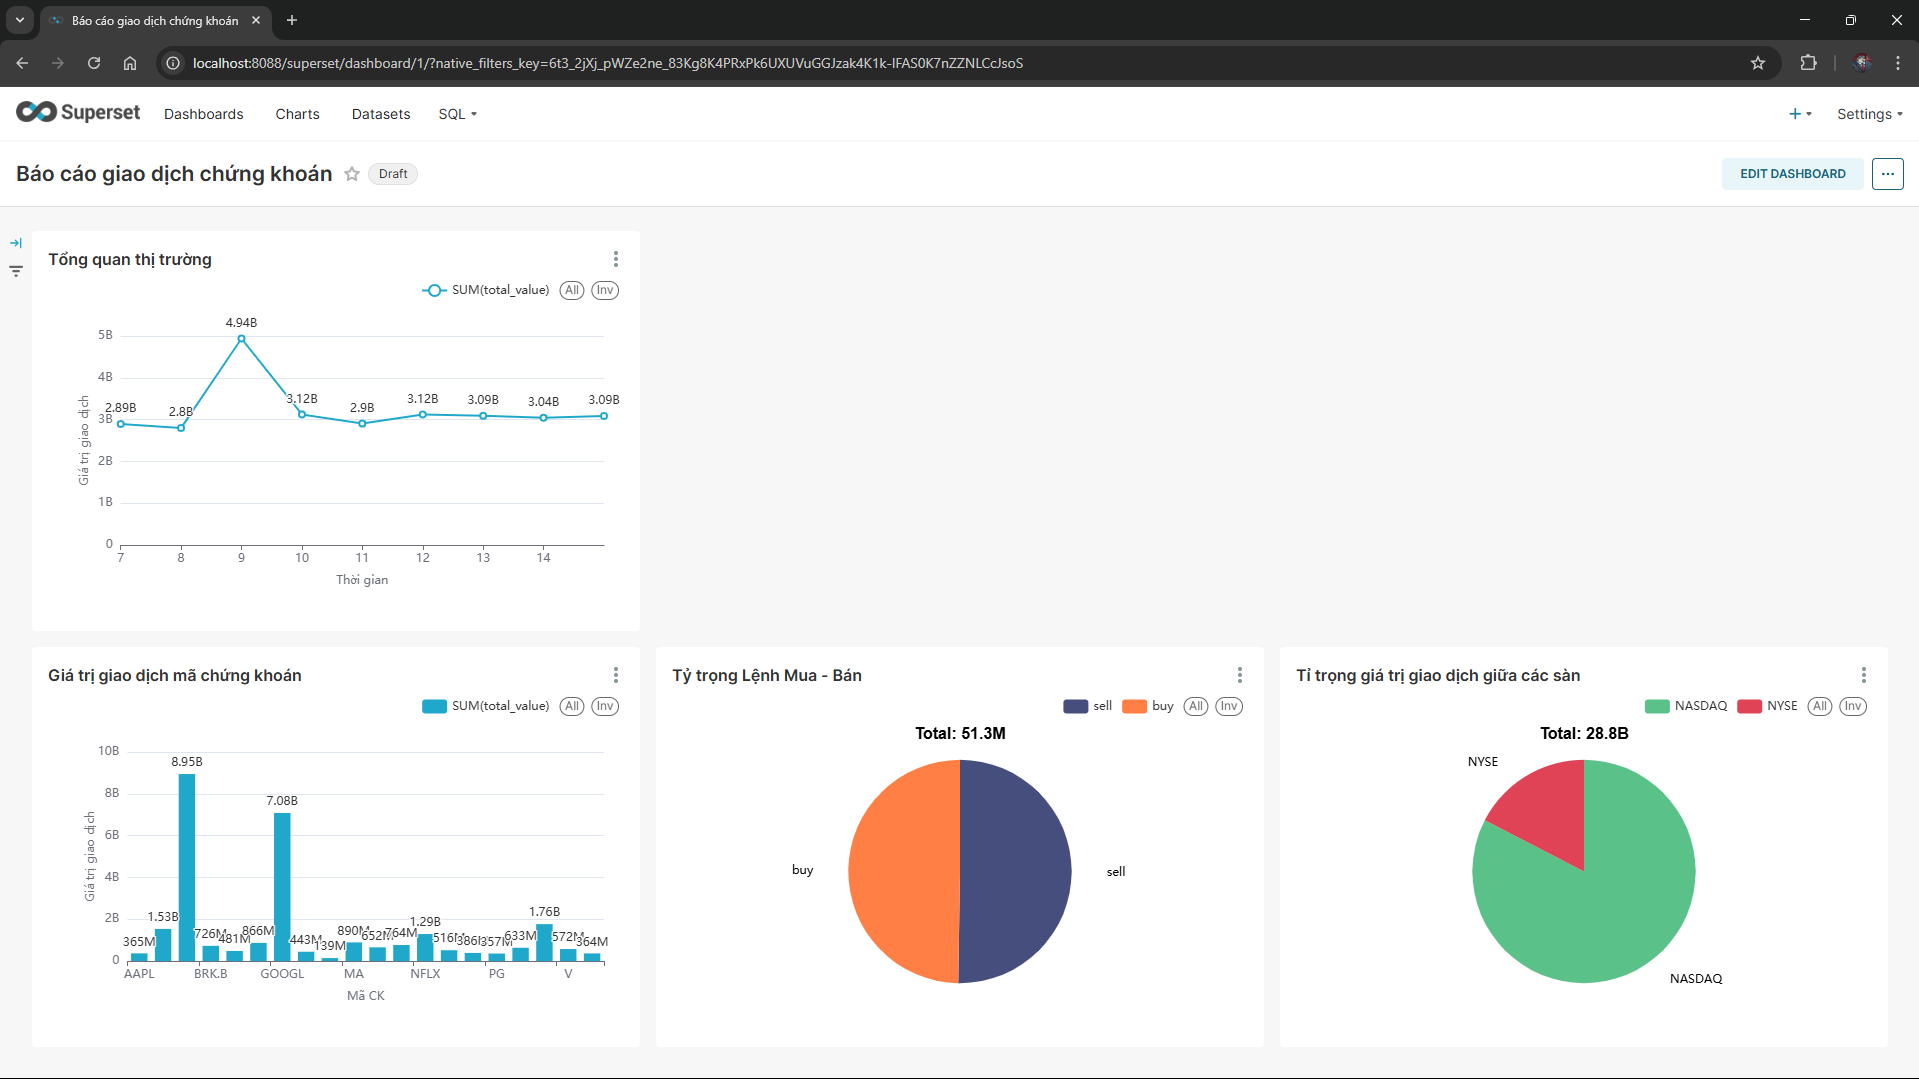 Báo cáo giao dịch chứng khoán
localhost:8088/superset/dashboard/1/?native_filters_key=6t3_2jXj_pWZe2ne_83Kg8K4PRxPk6UXUVuGGJzak4K1k-IFAS0K7nZZNLCcJsoS
Superset Dashboards Charts Datasets SQL Settings
Báo cáo giao dịch chứng khoán Draft EDIT DASHBOARD
Tổng quan thị trường
SUM(total_value) All Inv
Giá trị giao dịch
5B
4B
3B
2B
1B
0
2.89B 2.8B 4.94B 3.12B 2.9B 3.12B 3.09B 3.04B 3.09B
7 8 9 10 11 12 13 14
Thời gian
Giá trị giao dịch mã chứng khoán
SUM(total_value) All Inv
Giá trị giao dịch
10B
8B
6B
4B
2B
0
365M 1.53B 8.95B 726M 481M 866M 7.08B 443M 139M 890M 652M 764M 1.29B 516M 386M 357M 633M 1.76B 572M 364M
AAPL BRK.B GOOGL MA NFLX PG V
Mã CK
Tỷ trọng Lệnh Mua - Bán
sell buy All Inv
Total: 51.3M
buy sell
Tỉ trọng giá trị giao dịch giữa các sàn
NASDAQ NYSE All Inv
Total: 28.8B
NYSE
NASDAQ